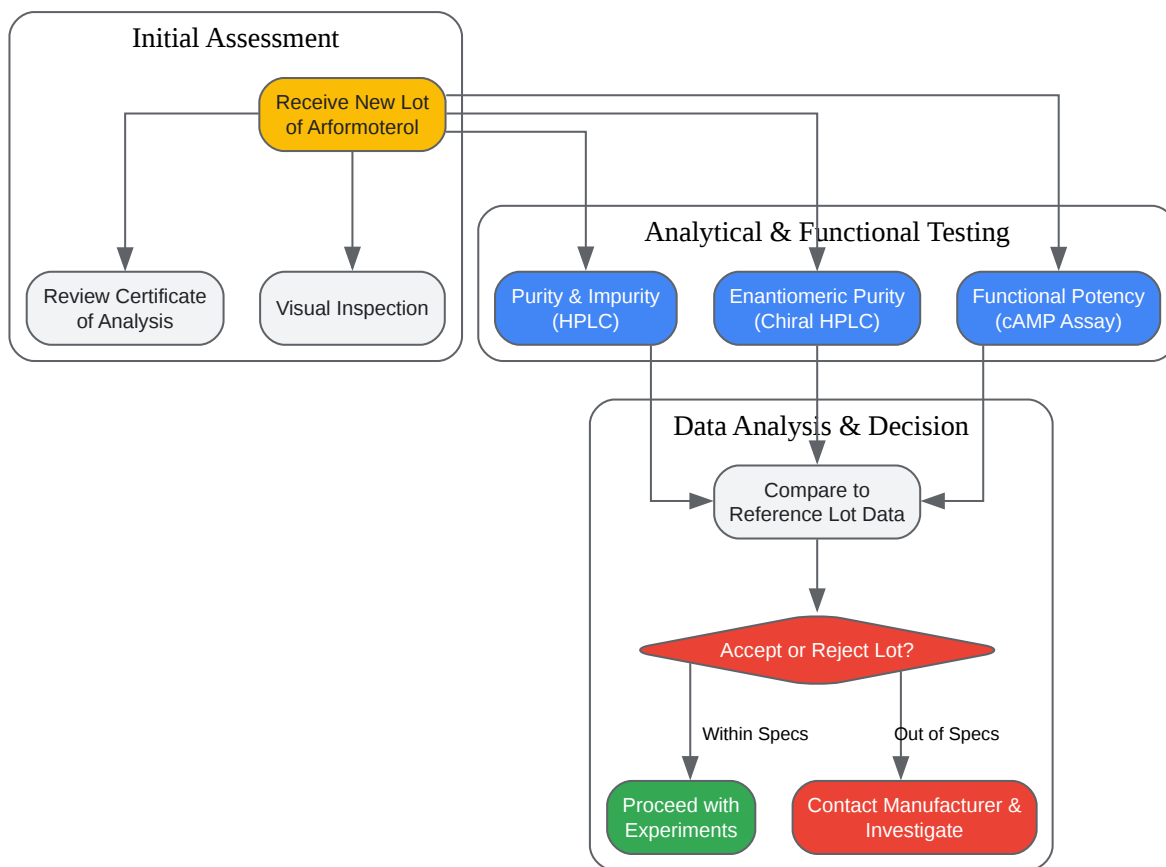 Initial Assessment
Receive New Lot
of Arformoterol
Review Certificate
of Analysis
Visual Inspection
Analytical & Functional Testing
Purity & Impurity
(HPLC)
Enantiomeric Purity
(Chiral HPLC)
Functional Potency
(cAMP Assay)
Data Analysis & Decision
Compare to
Reference Lot Data
Accept or Reject Lot?
Within Specs
Out of Specs
Proceed with
Experiments
Contact Manufacturer &
Investigate